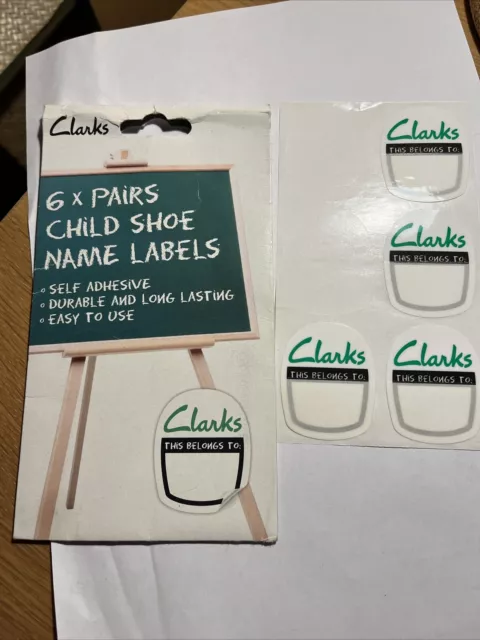 Clarks
6 x PAIRS
CHILD SHOE
NAME LABELS
◦ SELF ADHESIVE
◦ DURABLE AND LONG LASTING
◦ EASY TO USE
Clarks
THIS BELONGS TO:
Clarks
THIS BELONGS TO:
Clarks
THIS BELONGS TO:
Clarks
THIS BELONGS TO:
Clarks
THIS BELONGS TO: